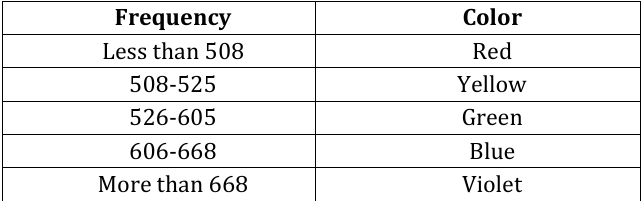 Frequency Color
Less than 508 Red
508-525 Yellow
526-605 Green
606-668 Blue
More than 668 Violet